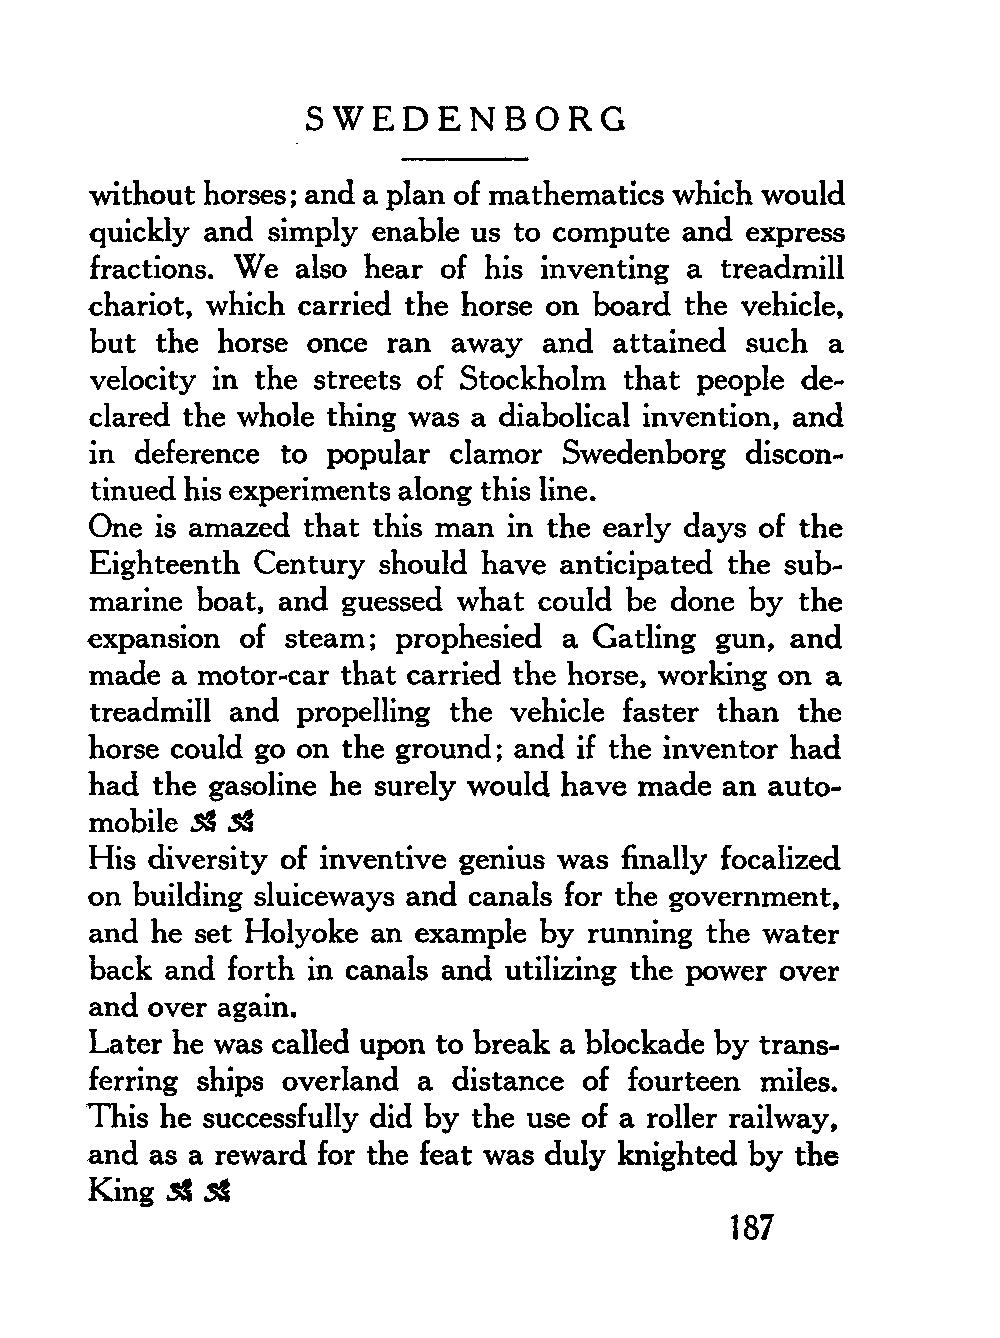 SWEDENBORG
without horses; and a plan of mathematics which would
quickly and simply enable us to compute and express
fractions. We also hear of his inventing a treadmill
chariot, which carried the horse on board the vehicle,
but the horse once ran away and attained such a
velocity in the streets of Stockholm that people de-
clared the whole thing was a diabolical invention, and
in deference to popular clamor Swedenborg discon-
tinued his experiments along this line.
One is amazed that this man in the early days of the
Eighteenth Century should have anticipated the sub-
marine boat, and guessed what could be done by the
expansion of steam; prophesied a Gatling gun, and
made a motor-car that carried the horse, working on a
treadmill and propelling the vehicle faster than the
horse could go on the ground; and if the inventor had
had the gasoline he surely would have made an auto-
mobile
His diversity of inventive genius was finally focalized
on building sluiceways and canals for the government,
and he set Holyoke an example by running the water
back and forth in canals and utilizing the power over
and over again.
Later he was called upon to break a blockade by trans-
ferring ships overland a distance of fourteen miles.
This he successfully did by the use of a roller railway,
and as a reward for the feat was duly knighted by the
King
187